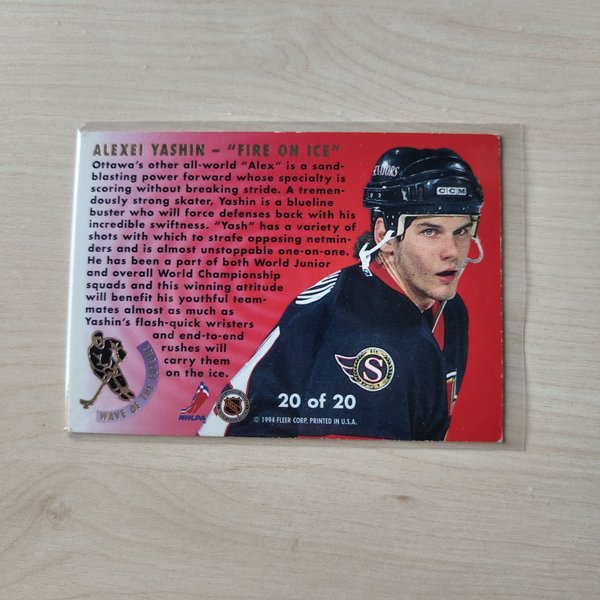 ALEXEI YASHIN – "FIRE ON ICE"
Ottawa's other all-world "Alex" is a sand-
blasting power forward whose specialty is
scoring without breaking stride. A tremen-
dously strong skater, Yashin is a blueline
buster who will force defenses back with his
incredible swiftness. "Yash" has a variety of
shots with which to strafe opposing netmin-
ders and is almost unstoppable one-on-one.
He has been a part of both World Junior
and overall World Championship
squads and this winning attitude
will benefit his youthful team-
mates almost as much as
Yashin's flash-quick wristers
and end-to-end
rushes will
carry them
on the ice.
WAVE OF THE
NHLPA
20 of 20
© 1994 FLEER CORP. PRINTED IN U.S.A.
CCM
S